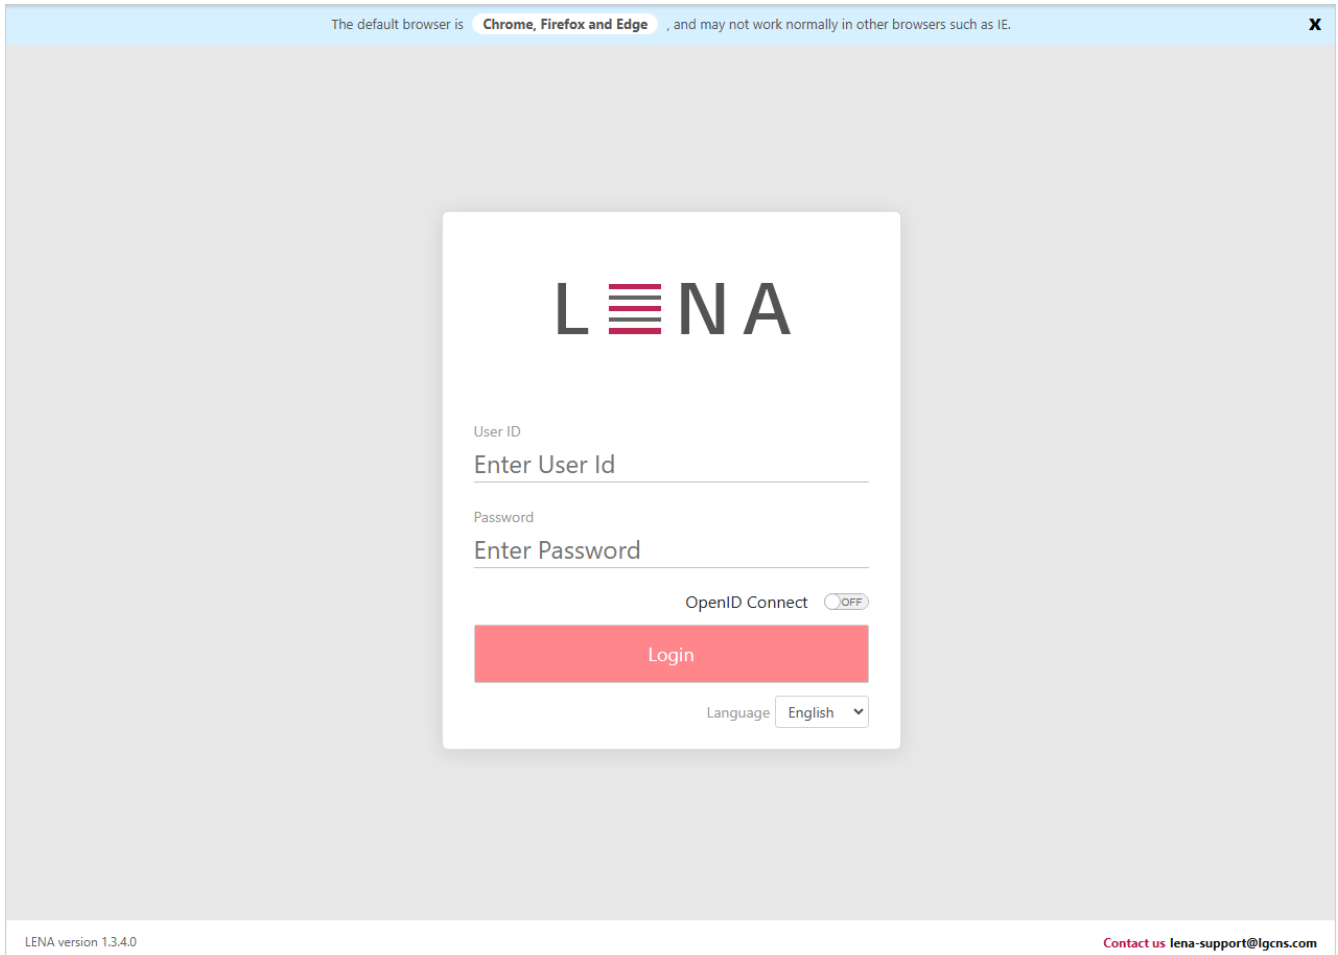 The default browser is Chrome, Firefox and Edge , and may not work normally in other browsers such as IE. X
LENA
User ID
Enter User Id
Password
Enter Password
OpenID Connect OFF
Login
Language English
LENA version 1.3.4.0
Contact us lena-support@lgcns.com